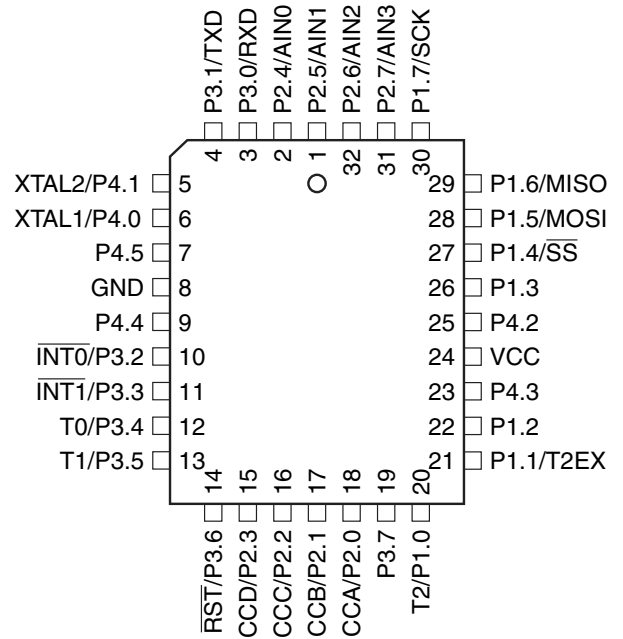 P3.1/TXD
P3.0/RXD
P2.4/AIN0
P2.5/AIN1
P2.6/AIN2
P2.7/AIN3
P1.7/SCK
4
3
2
1
32
31
30
XTAL2/P4.1 5
XTAL1/P4.0 6
P4.5 7
GND 8
P4.4 9
I̅N̅T̅0̅/P3.2 10
I̅N̅T̅1̅/P3.3 11
T0/P3.4 12
T1/P3.5 13
29 P1.6/MISO
28 P1.5/MOSI
27 P1.4/S̅S̅
26 P1.3
25 P4.2
24 VCC
23 P4.3
22 P1.2
21 P1.1/T2EX
14
15
16
17
18
19
20
R̅S̅T̅/P3.6
CCD/P2.3
CCC/P2.2
CCB/P2.1
CCA/P2.0
P3.7
T2/P1.0